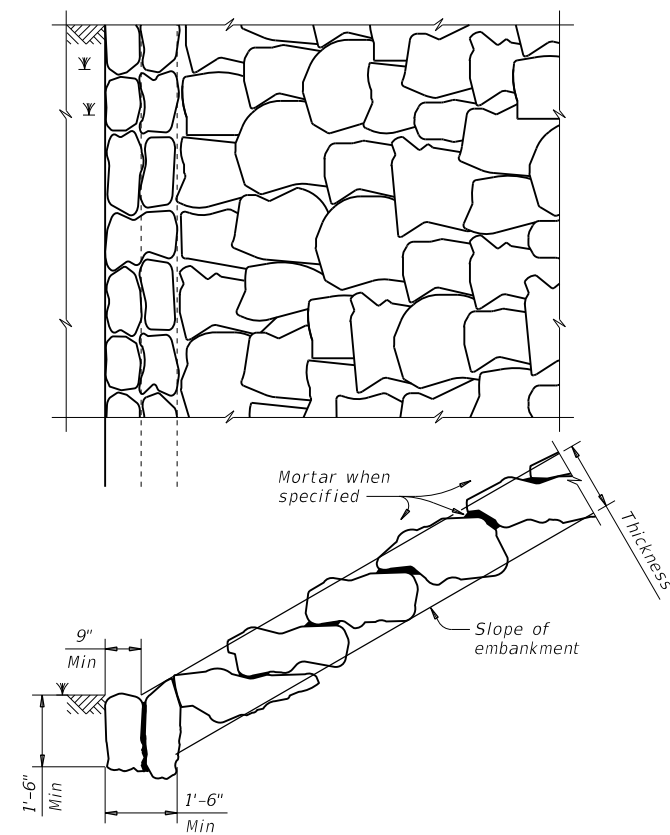 Mortar when
specified
Thickness
Slope of
embankment
9"
Min
1'-6"
Min
1'-6"
Min